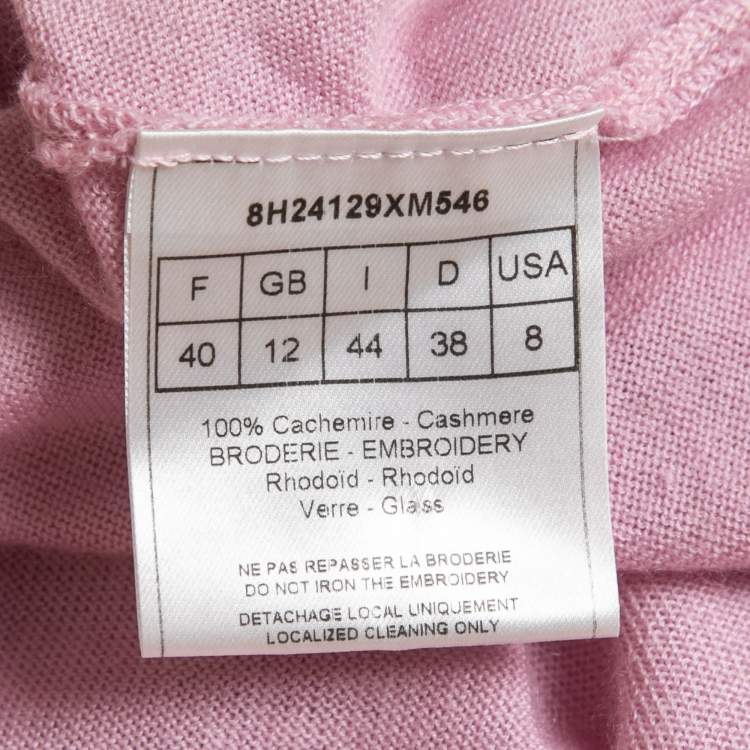 8H24129XM546
F GB I D USA
40 12 44 38 8
100% Cachemire - Cashmere
BRODERIE - EMBROIDERY
Rhodoïd - Rhodoïd
Verre - Glass
NE PAS REPASSER LA BRODERIE
DO NOT IRON THE EMBROIDERY
DETACHAGE LOCAL UNIQUEMENT
LOCALIZED CLEANING ONLY